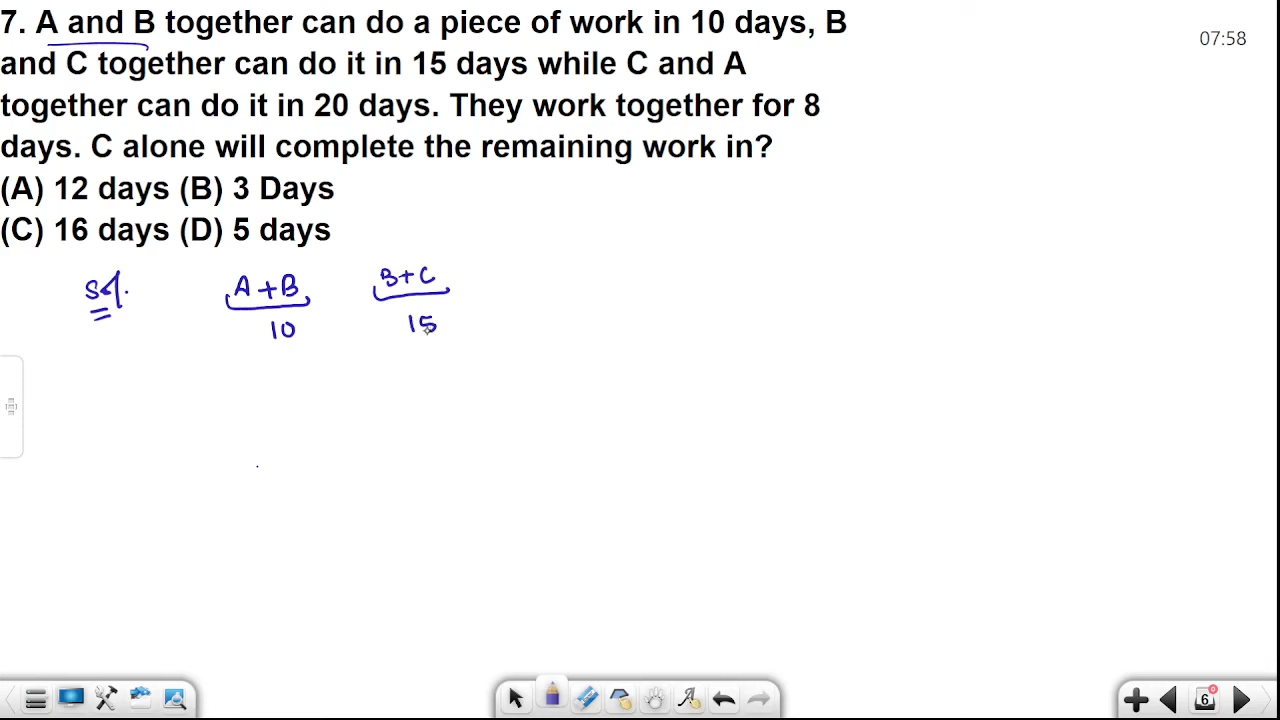 7. A and B together can do a piece of work in 10 days, B
07:58
and C together can do it in 15 days while C and A
together can do it in 20 days. They work together for 8
days. C alone will complete the remaining work in?
(A) 12 days (B) 3 Days
(C) 16 days (D) 5 days
Sol. A + B B + C
10 15
6
0